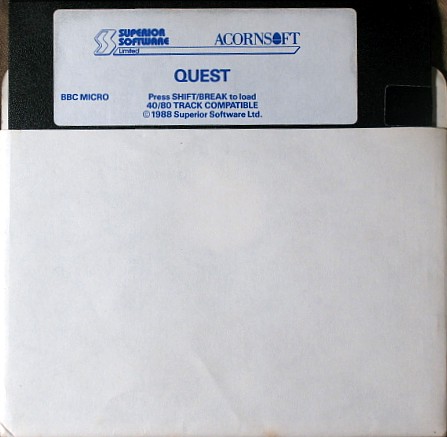 SUPERIOR SOFTWARE Limited ACORNSOFT
QUEST
BBC MICRO Press SHIFT/BREAK to load
40/80 TRACK COMPATIBLE
©1988 Superior Software Ltd.